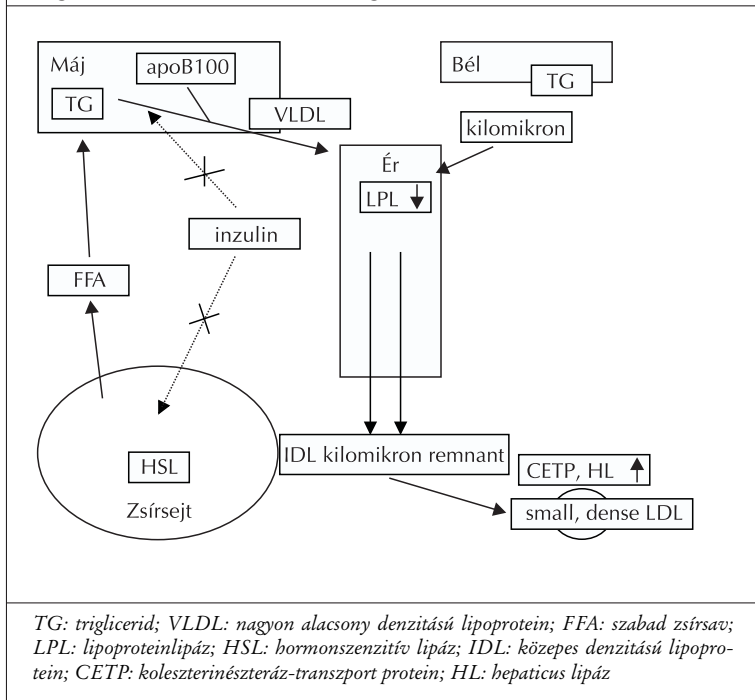 Máj
apoB100
TG
VLDL
Bél
TG
kilomikron
Ér
LPL
inzulin
FFA
HSL
Zsírsejt
IDL kilomikron remnant
CETP, HL
small, dense LDL
TG: triglicerid; VLDL: nagyon alacsony denzitású lipoprotein; FFA: szabad zsírsav;
LPL: lipoproteinlipáz; HSL: hormonszenzitív lipáz; IDL: közepes denzitású lipopro-
tein; CETP: koleszterinészteráz-transzport protein; HL: hepaticus lipáz